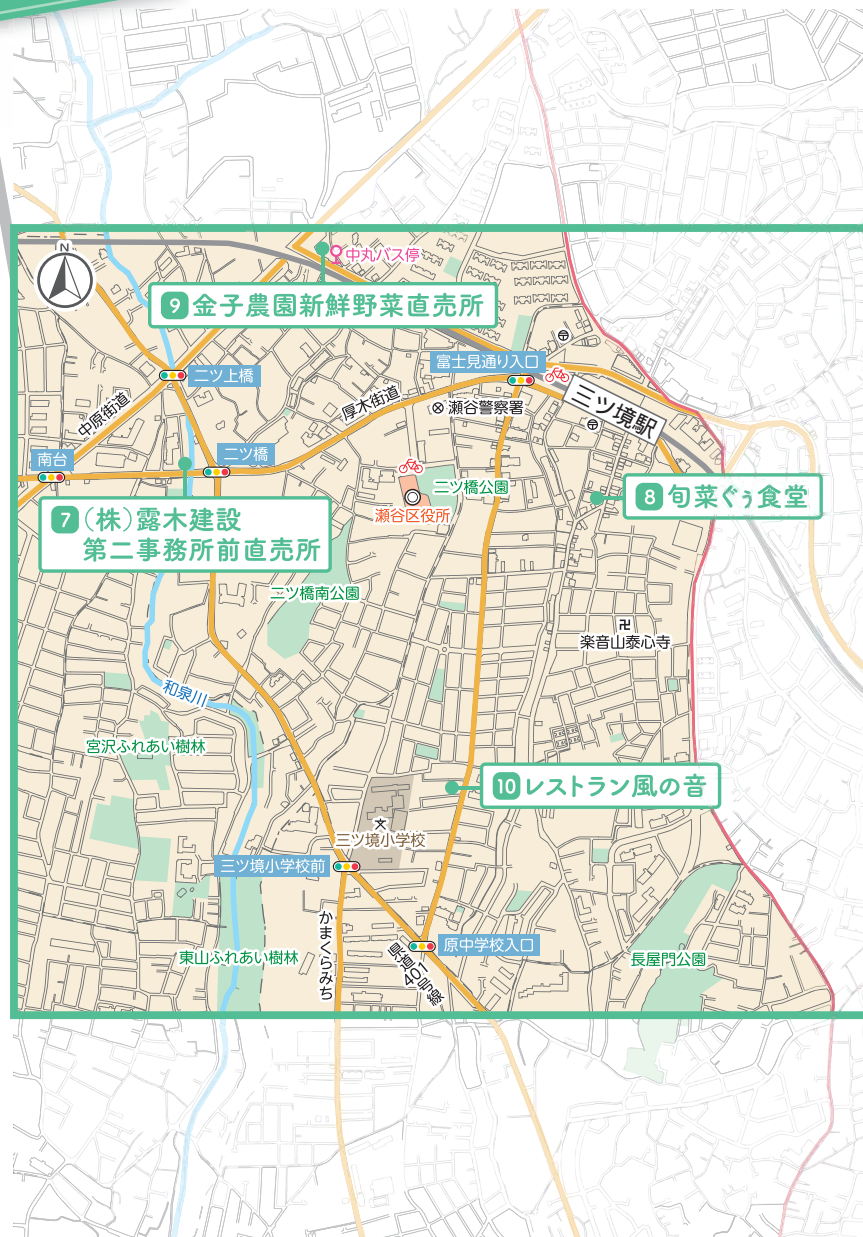 N
中丸バス停
9 金子農園新鮮野菜直売所
富士見通り入口
二ツ上橋
三ツ境駅
中原街道
厚木街道
瀬谷警察署
南台
二ツ橋
二ツ橋公園
8 旬菜ぐぅ食堂
瀬谷区役所
7 (株)露木建設
第二事務所前直売所
二ツ橋南公園
卍
楽音山泰心寺
和泉川
宮沢ふれあい樹林
10 レストラン風の音
文
三ツ境小学校
三ツ境小学校前
かまくらみち
県道401号線
原中学校入口
東山ふれあい樹林
長屋門公園